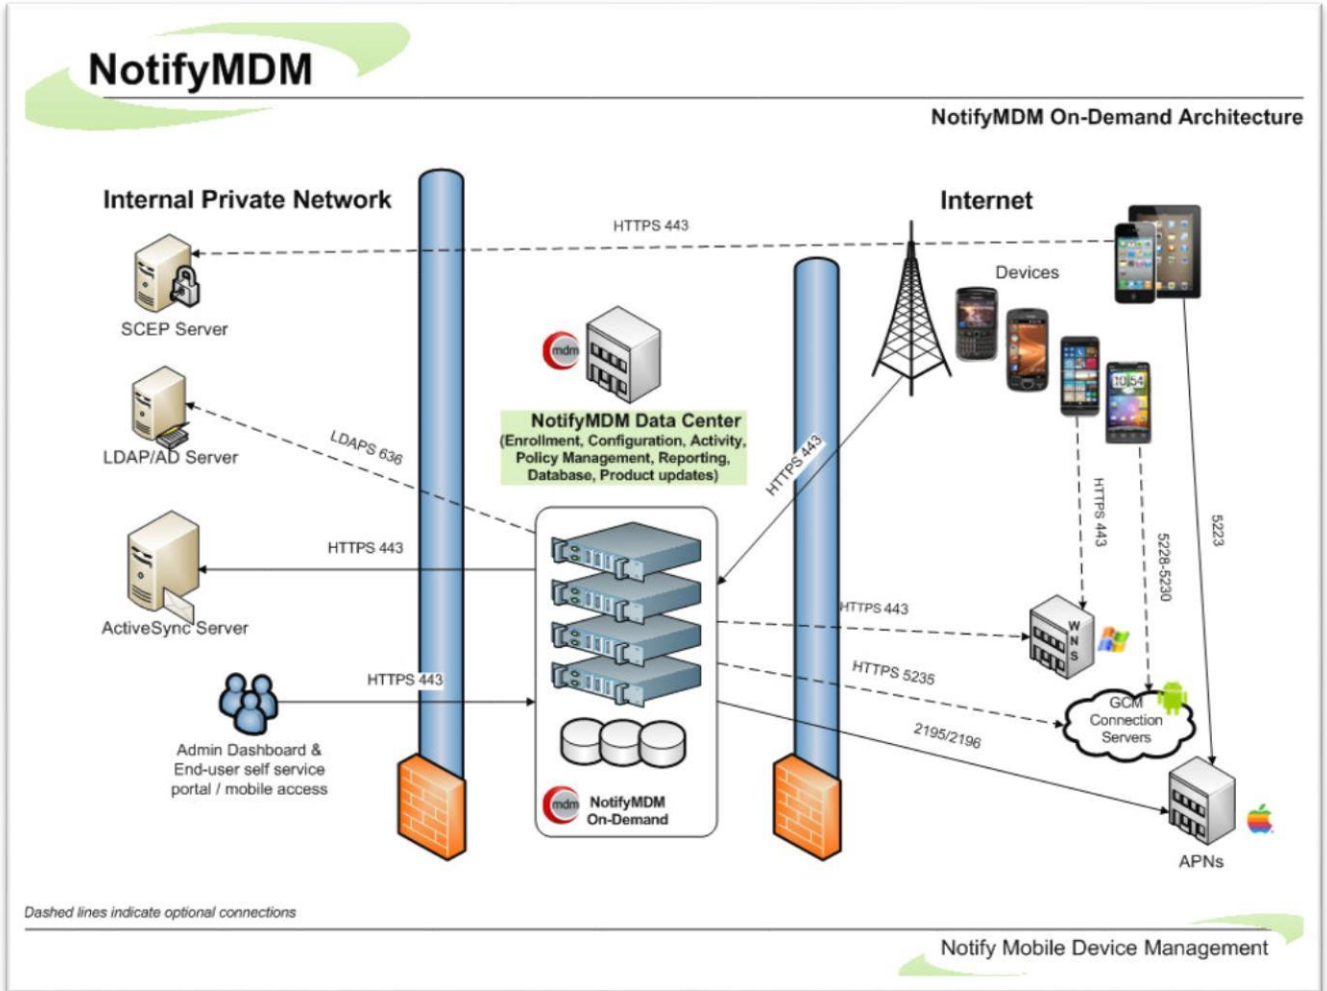 NotifyMDM
NotifyMDM On-Demand Architecture
Internal Private Network
Internet
HTTPS 443
Devices
SCEP Server
mdm
10:54
NotifyMDM Data Center
(Enrollment, Configuration, Activity,
Policy Management, Reporting,
Database, Product updates)
LDAPS 636
LDAP/AD Server
HTTPS 443
HTTPS 443
5228-5230
5223
HTTPS 443
ActiveSync Server
HTTPS 443
WNS
HTTPS 443
HTTPS 5235
GCM
Connection
Servers
2195/2196
Admin Dashboard &
End-user self service
portal / mobile access
mdm
NotifyMDM
On-Demand
APNs
Dashed lines indicate optional connections
Notify Mobile Device Management